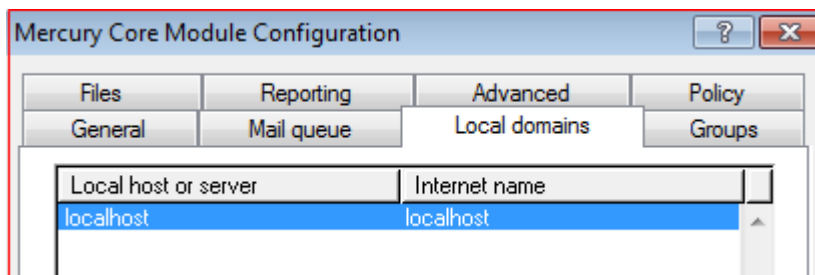 Mercury Core Module Configuration ?
Files Reporting Advanced Policy
General Mail queue Local domains Groups
Local host or server Internet name
localhost localhost